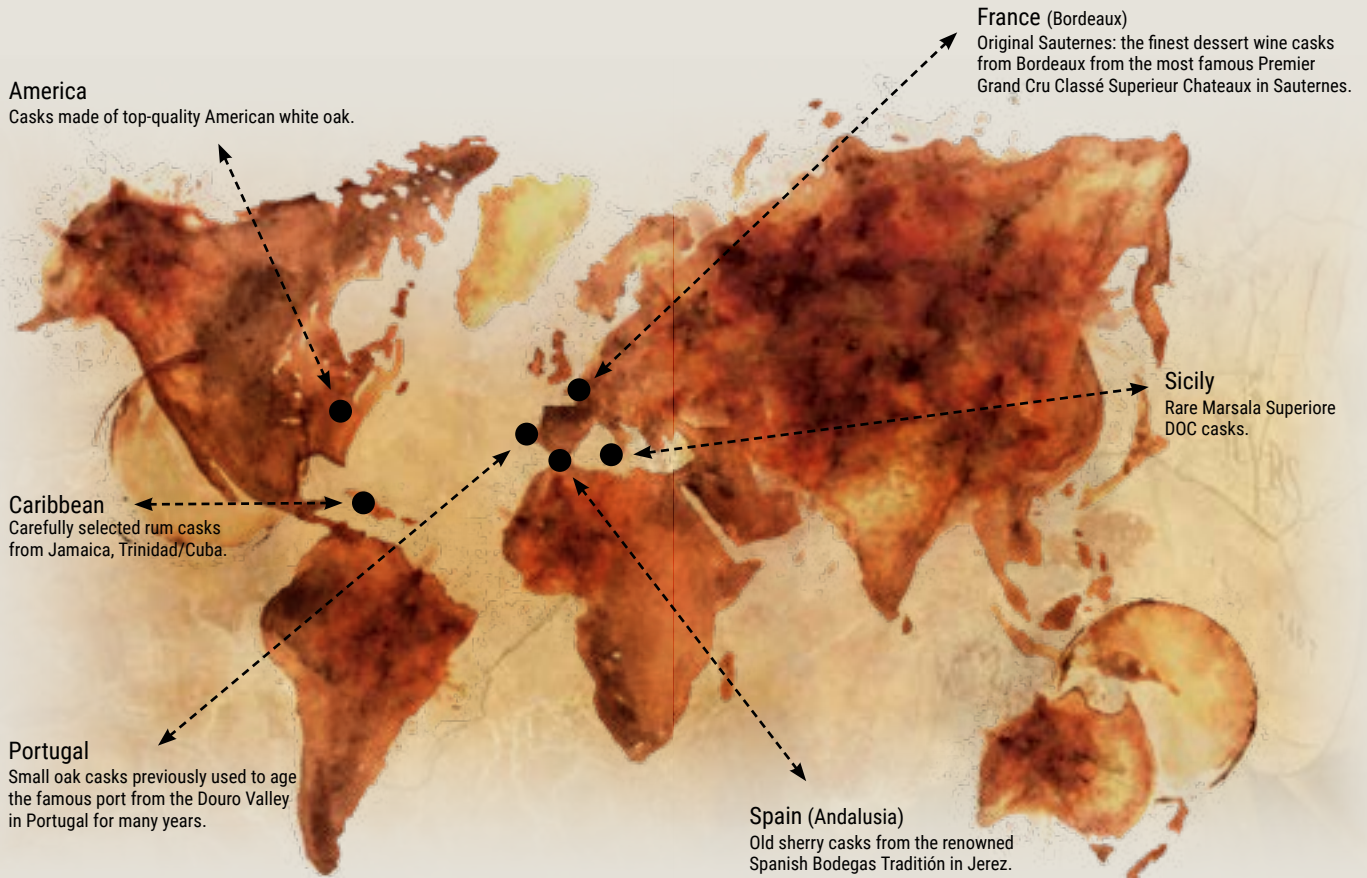 France (Bordeaux)
Original Sauternes: the finest dessert wine casks
from Bordeaux from the most famous Premier
Grand Cru Classé Superieur Chateaux in Sauternes.
America
Casks made of top-quality American white oak.
Sicily
Rare Marsala Superiore
DOC casks.
Caribbean
Carefully selected rum casks
from Jamaica, Trinidad/Cuba.
Portugal
Small oak casks previously used to age
the famous port from the Douro Valley
in Portugal for many years.
Spain (Andalusia)
Old sherry casks from the renowned
Spanish Bodegas Traditión in Jerez.